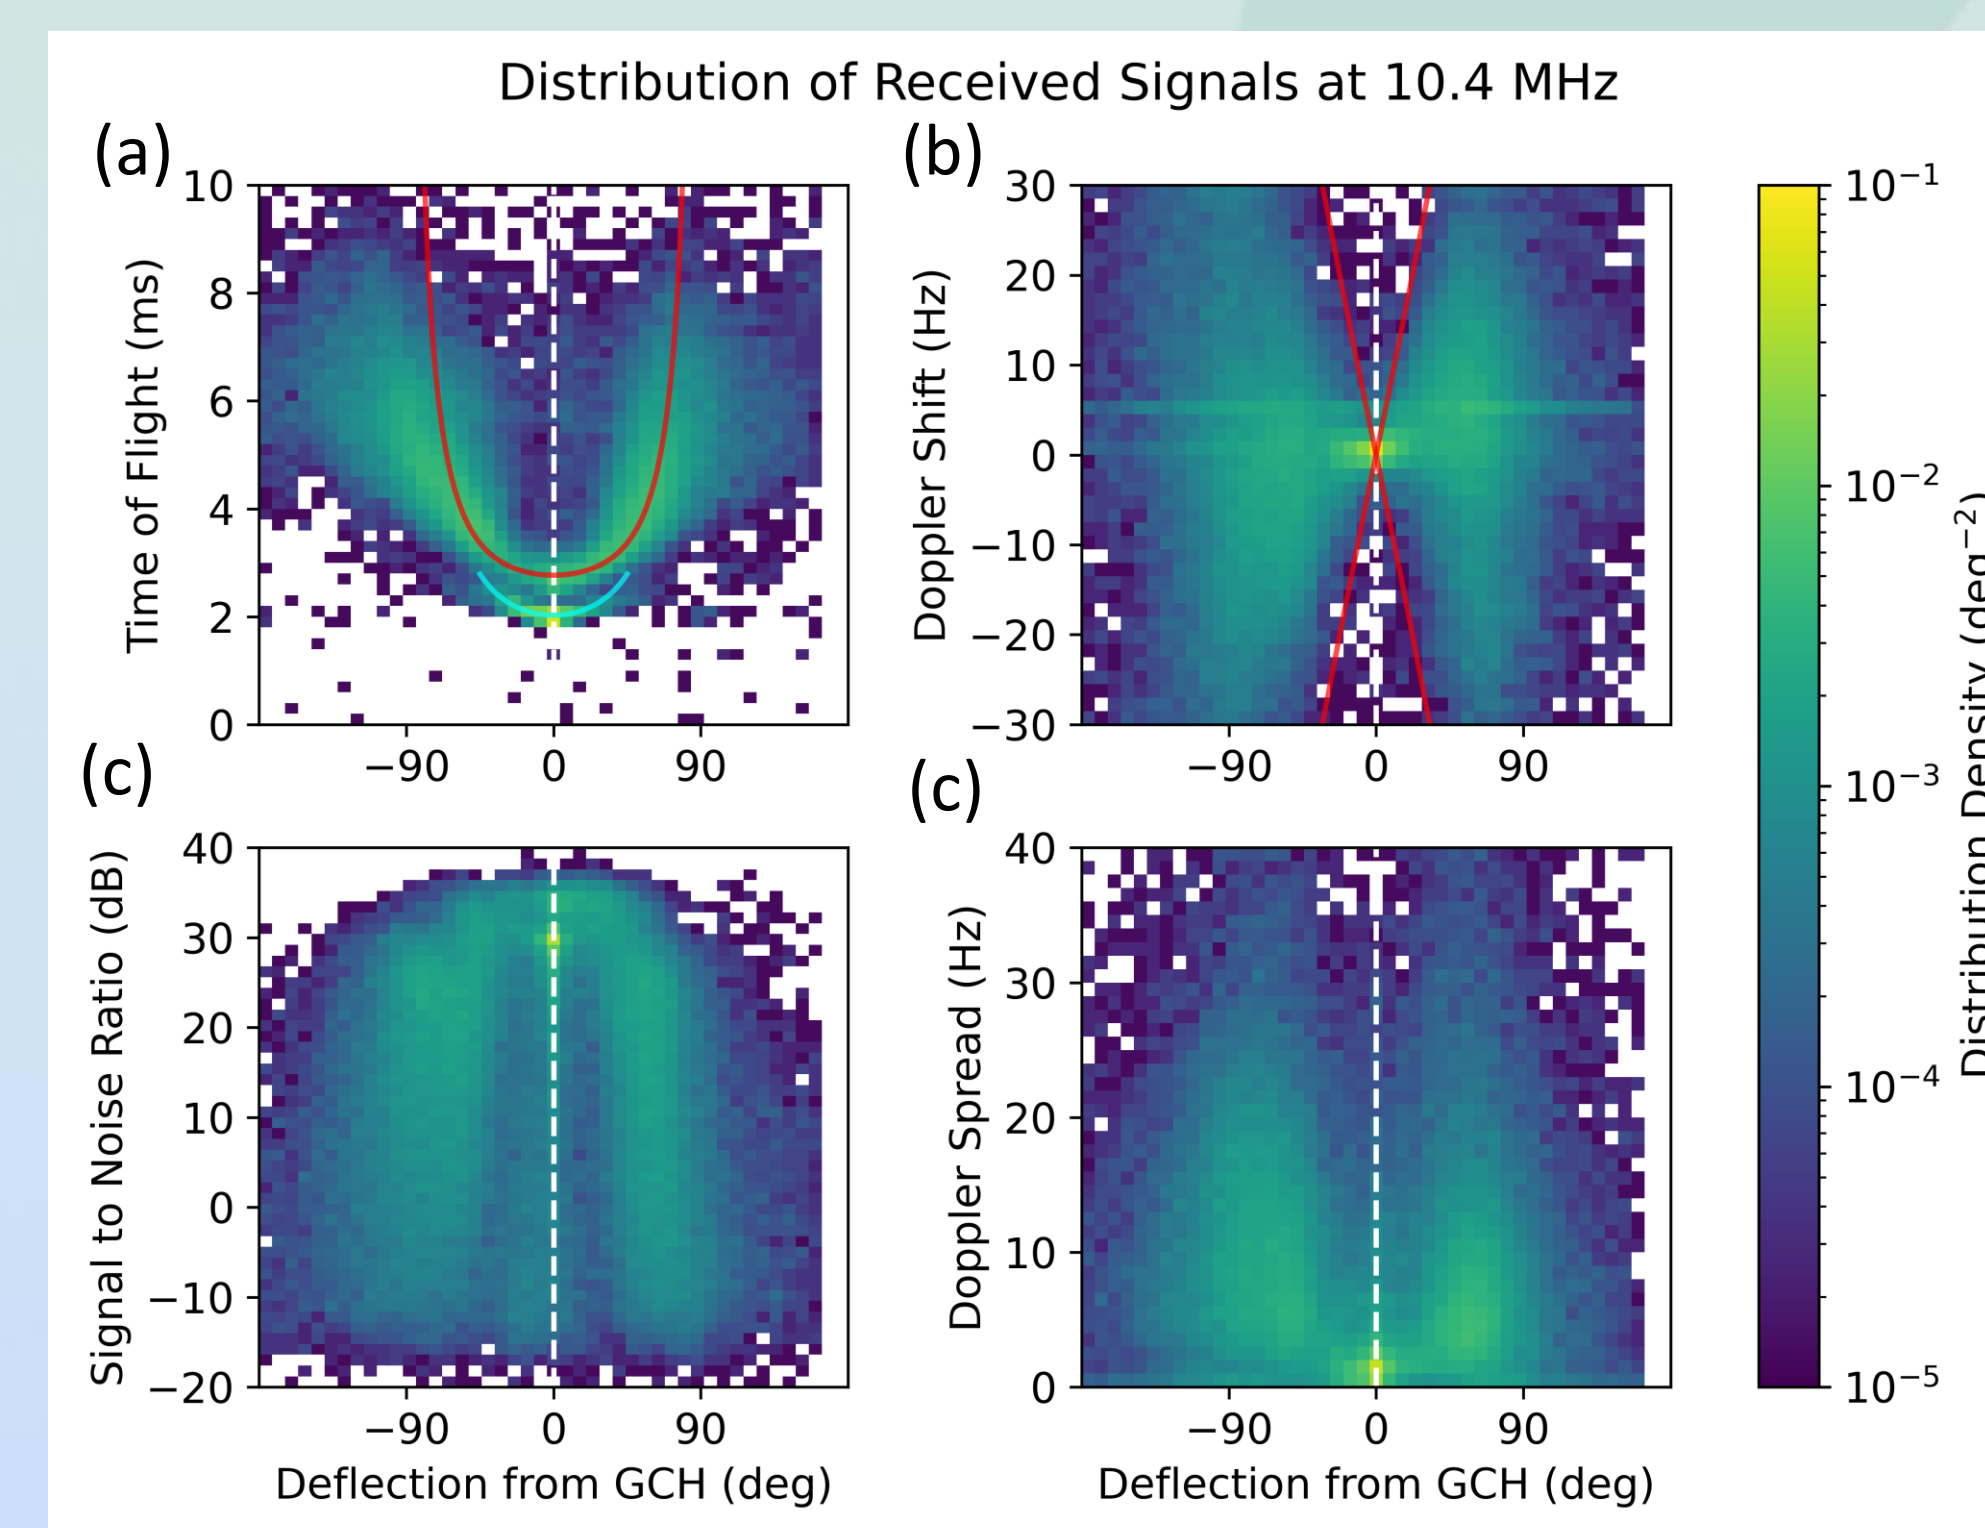 Distribution of Received Signals at 10.4 MHz
(a)
(b)
10
8
6
4
2
0
Time of Flight (ms)
−90 0 90
30
20
10
0
−10
−20
−30
Doppler Shift (Hz)
−90 0 90
(c)
(c)
40
30
20
10
0
−10
−20
Signal to Noise Ratio (dB)
−90 0 90
Deflection from GCH (deg)
40
30
20
10
0
Doppler Spread (Hz)
−90 0 90
Deflection from GCH (deg)
10⁻¹
10⁻²
10⁻³
10⁻⁴
10⁻⁵
Distribution Density (deg⁻²)